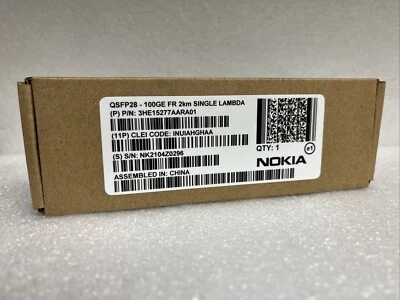 QSFP28 - 100GE FR 2km SINGLE LAMBDA
(P) P/N: 3HE15277AARA01
(11P) CLEI CODE: INUIAHGHAA
(S) S/N: NK2104Z0296
ASSEMBLED IN: CHINA
QTY: 1
e1
NOKIA